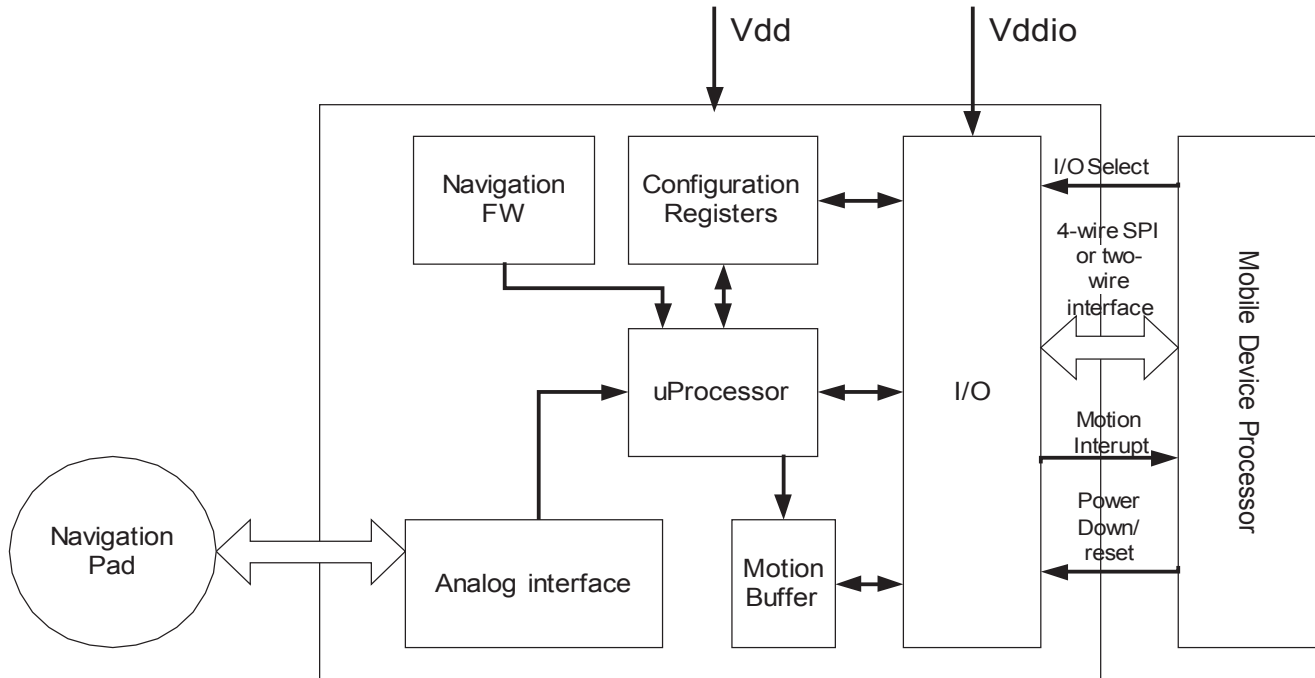 Vdd
Vddio
Navigation
FW
Configuration
Registers
I/O Select
4-wire SPI
or two-
wire
interface
uProcessor
I/O
Mobile Device Processor
Motion
Interupt
Navigation
Pad
Analog interface
Motion
Buffer
Power
Down/
reset